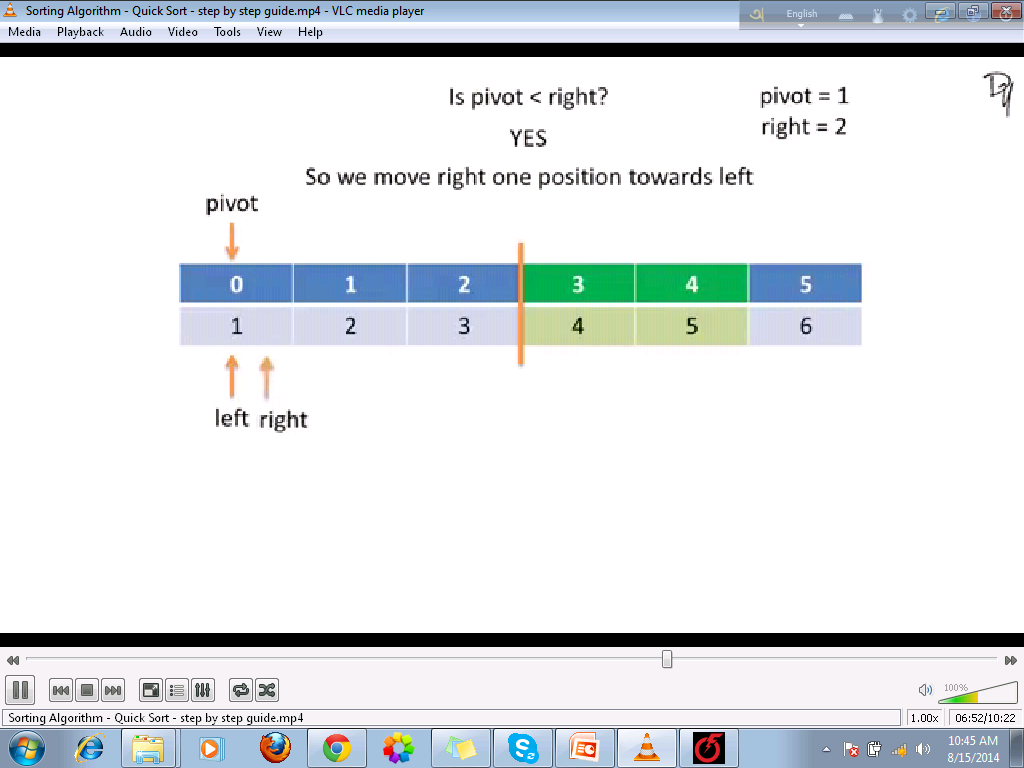 Sorting Algorithm - Quick Sort - step by step guide.mp4 - VLC media player
English
Media Playback Audio Video Tools View Help
Is pivot < right?
pivot = 1
YES
right = 2
So we move right one position towards left
pivot
0 1 2 3 4 5
1 2 3 4 5 6
left right
100%
Sorting Algorithm - Quick Sort - step by step guide.mp4
1.00x
06:52/10:22
10:45 AM
8/15/2014